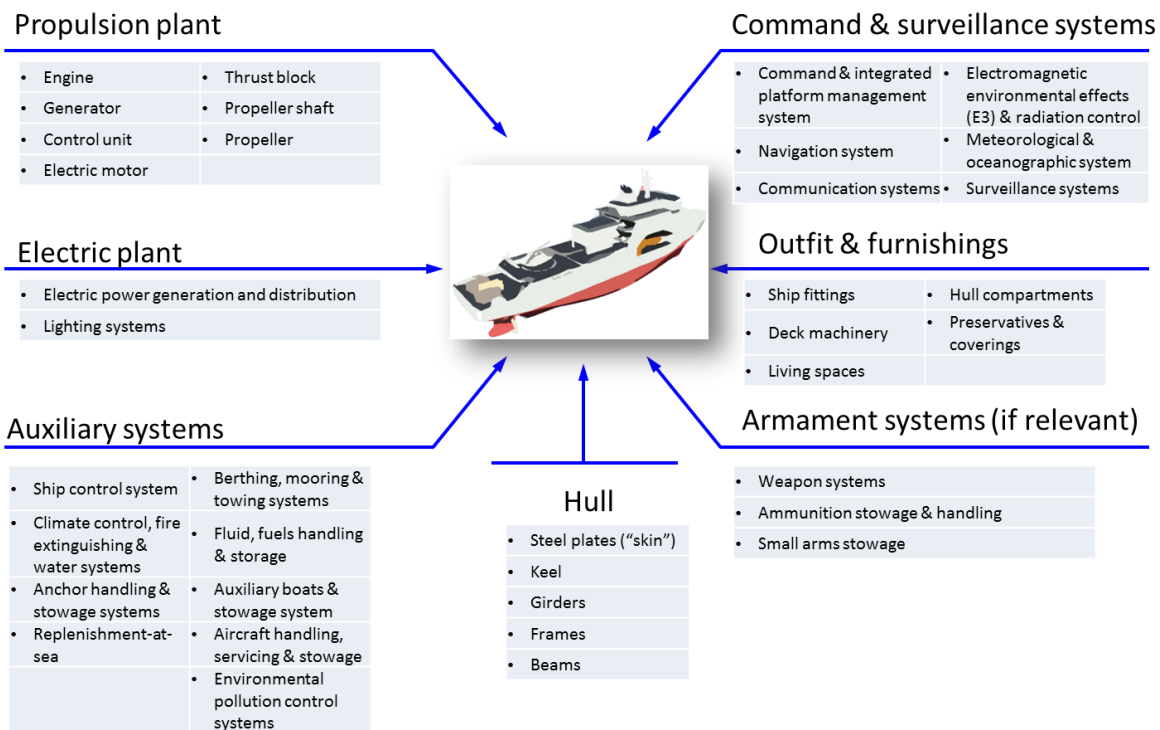 Propulsion plant
• Engine
• Generator
• Control unit
• Electric motor
• Thrust block
• Propeller shaft
• Propeller
Command & surveillance systems
• Command & integrated
platform management
system
• Navigation system
• Communication systems
• Electromagnetic
environmental effects
(E3) & radiation control
• Meteorological &
oceanographic system
• Surveillance systems
Electric plant
• Electric power generation and distribution
• Lighting systems
Outfit & furnishings
• Ship fittings
• Deck machinery
• Living spaces
• Hull compartments
• Preservatives &
coverings
Auxiliary systems
• Ship control system
• Climate control, fire
extinguishing &
water systems
• Anchor handling &
stowage systems
• Replenishment-at-
sea
• Berthing, mooring &
towing systems
• Fluid, fuels handling
& storage
• Auxiliary boats &
stowage system
• Aircraft handling,
servicing & stowage
• Environmental
pollution control
systems
Hull
• Steel plates (“skin”)
• Keel
• Girders
• Frames
• Beams
Armament systems (if relevant)
• Weapon systems
• Ammunition stowage & handling
• Small arms stowage